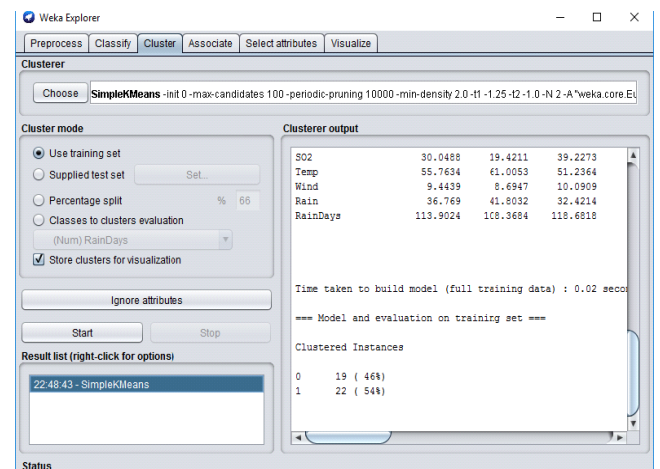 Weka Explorer
Preprocess Classify Cluster Associate Select attributes Visualize
Clusterer
Choose SimpleKMeans -init 0 -max-candidates 100 -periodic-pruning 10000 -min-density 2.0 -t1 -1.25 -t2 -1.0 -N 2 -A "weka.core.Eu
Cluster mode
Use training set
Supplied test set Set...
Percentage split % 66
Classes to clusters evaluation
(Num) RainDays
Store clusters for visualization
Ignore attributes
Start Stop
Result list (right-click for options)
22:48:43 - SimpleKMeans
Clusterer output
SO2 30.0488 19.4211 39.2273
Temp 55.7634 61.0053 51.2364
Wind 9.4439 8.6947 10.0909
Rain 36.769 41.8032 32.4214
RainDays 113.9024 108.3684 118.6818
Time taken to build model (full training data) : 0.02 secon
=== Model and evaluation on training set ===
Clustered Instances
0 19 ( 46%)
1 22 ( 54%)
Status